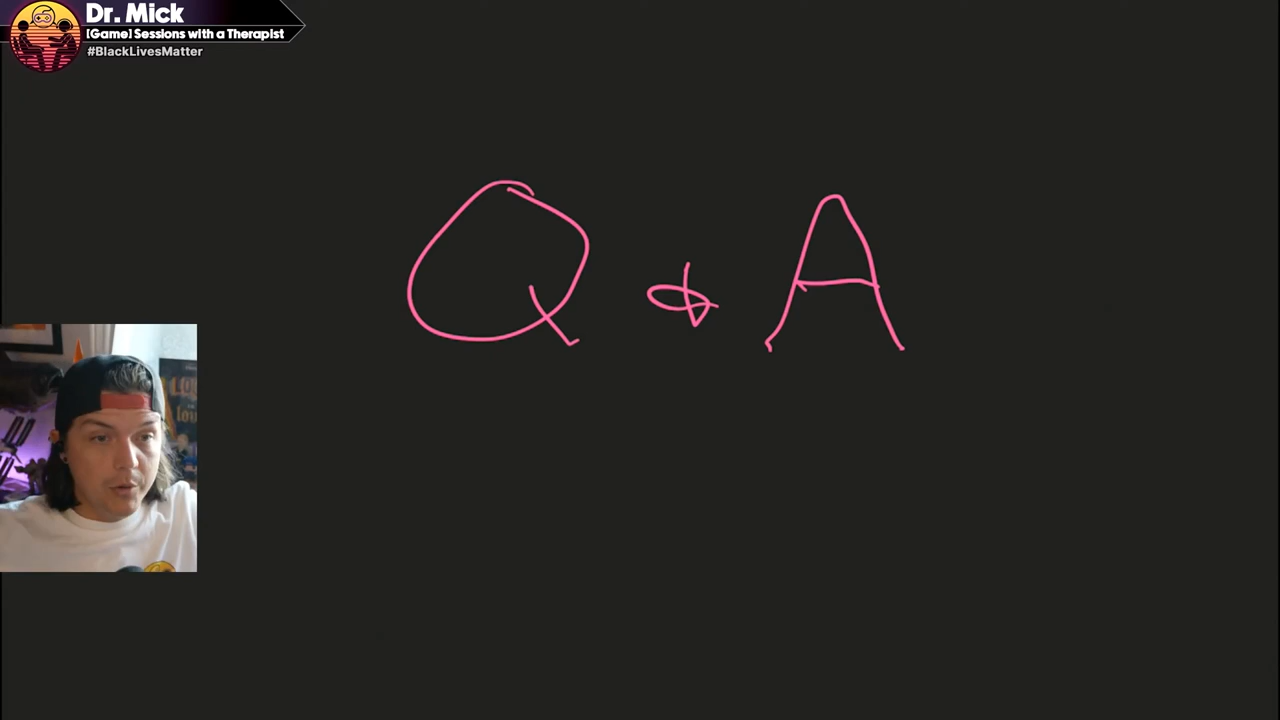 Dr. Mick
[Game] Sessions with a Therapist
#BlackLivesMatter
Q & A